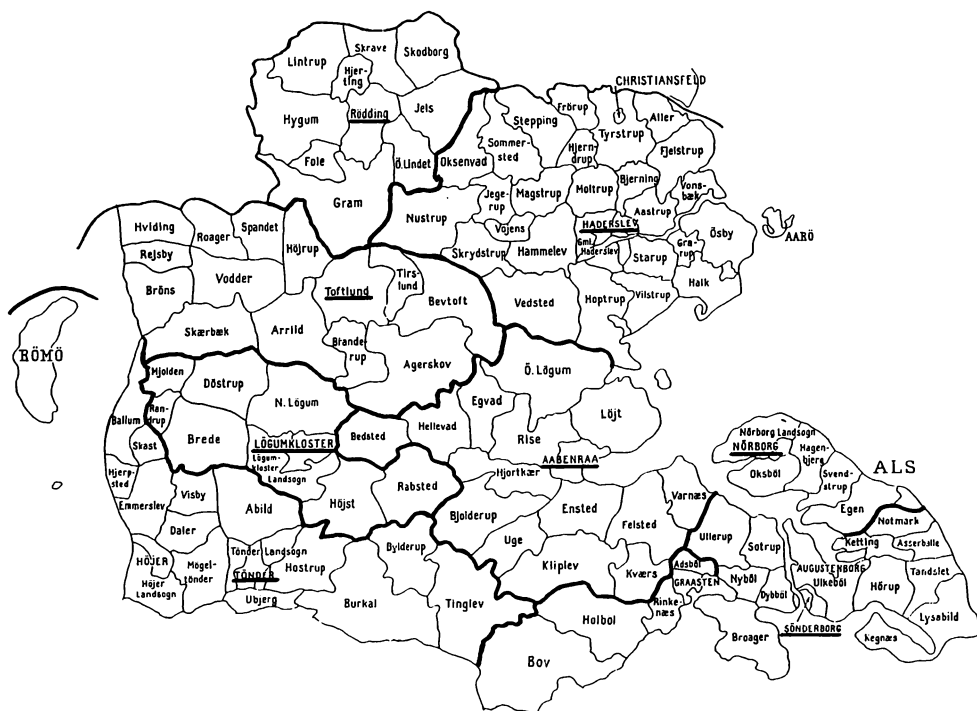 Skrave
Skodborg
Lintrup
Hjer-
ting
CHRISTIANSFELD
Hygum
Rödding
Jels
Frörup
Stepping
Aller
Tyrstrup
Fole
Ö.Lindet
Oksenvad
Sommer-
sted
Hjern-
drup
Fjelstrup
Gram
Nustrup
Jege-
rup
Magstrup
Moltrup
Bjerning
Vons-
bæk
Aastrup
Hviding
Roager
Spandet
Höjrup
Vojens
HADERSLEV
Ösby
AARÖ
Rejsby
Skrydstrup
Hammelev
Gml.
Haderslev
Starup
Gra-
rup
Vodder
Tirs-
lund
Halk
Bröns
Toftlund
Bevtoft
Vedsted
Hoptrup
Vilstrup
Skærbæk
Arrild
Brande-
rup
RÖMÖ
Agerskov
Mjolden
Döstrup
Ö. Lögum
N. Lögum
Egvad
Ran-
drup
Ballum
Löjt
Brede
Bedsted
Hellevad
Rise
Skast
LÖGUMKLOSTER
Nörborg Landsogn
NÖRBORG
Hagen-
bjerg
Lögum-
kloster
Landsogn
AABENRAA
Hjerp-
sted
Hjortkær
Oksböl
Svend-
strup
ALS
Rabsted
Visby
Varnæs
Emmerslev
Abild
Höjst
Bjolderup
Ensted
Egen
Felsted
Notmark
Daler
Ullerup
Uge
Sotrup
Ketting
Asserballe
Tönder Landsogn
Bylderup
HÖJER
Mögel-
tönder
TÖNDER
Hostrup
Kliplev
Adsböl
AUGUSTENBORG
Tandslet
Höjer
Landsogn
Kværs
GRAASTEN
Nyböl
Ulkeböl
Hörup
Dybböl
Ubjerg
Burkal
Tinglev
Rinke-
næs
Lysabild
Holböl
SÖNDERBORG
Broager
Kegnæs
Bov